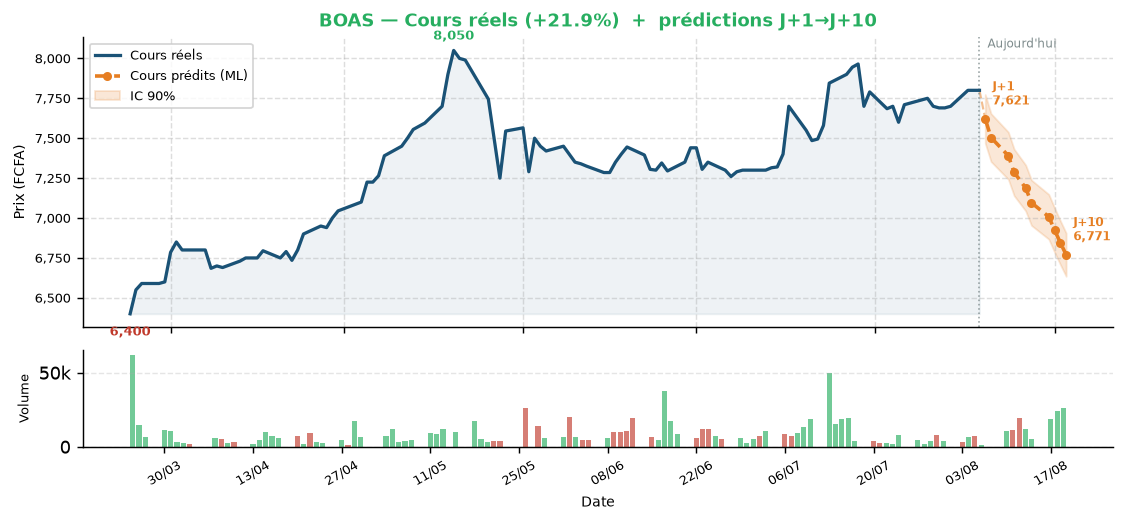 BOAS — Cours réels (+21.9%)  +  prédictions J+1→J+10
8,050
Aujourd'hui
Cours réels
Cours prédits (ML)
IC 90%
8,000
7,750
7,500
7,250
7,000
6,750
6,500
Prix (FCFA)
J+1
7,621
J+10
6,771
6,400
50k
0
Volume
30/03
13/04
27/04
11/05
25/05
08/06
22/06
06/07
20/07
03/08
17/08
Date